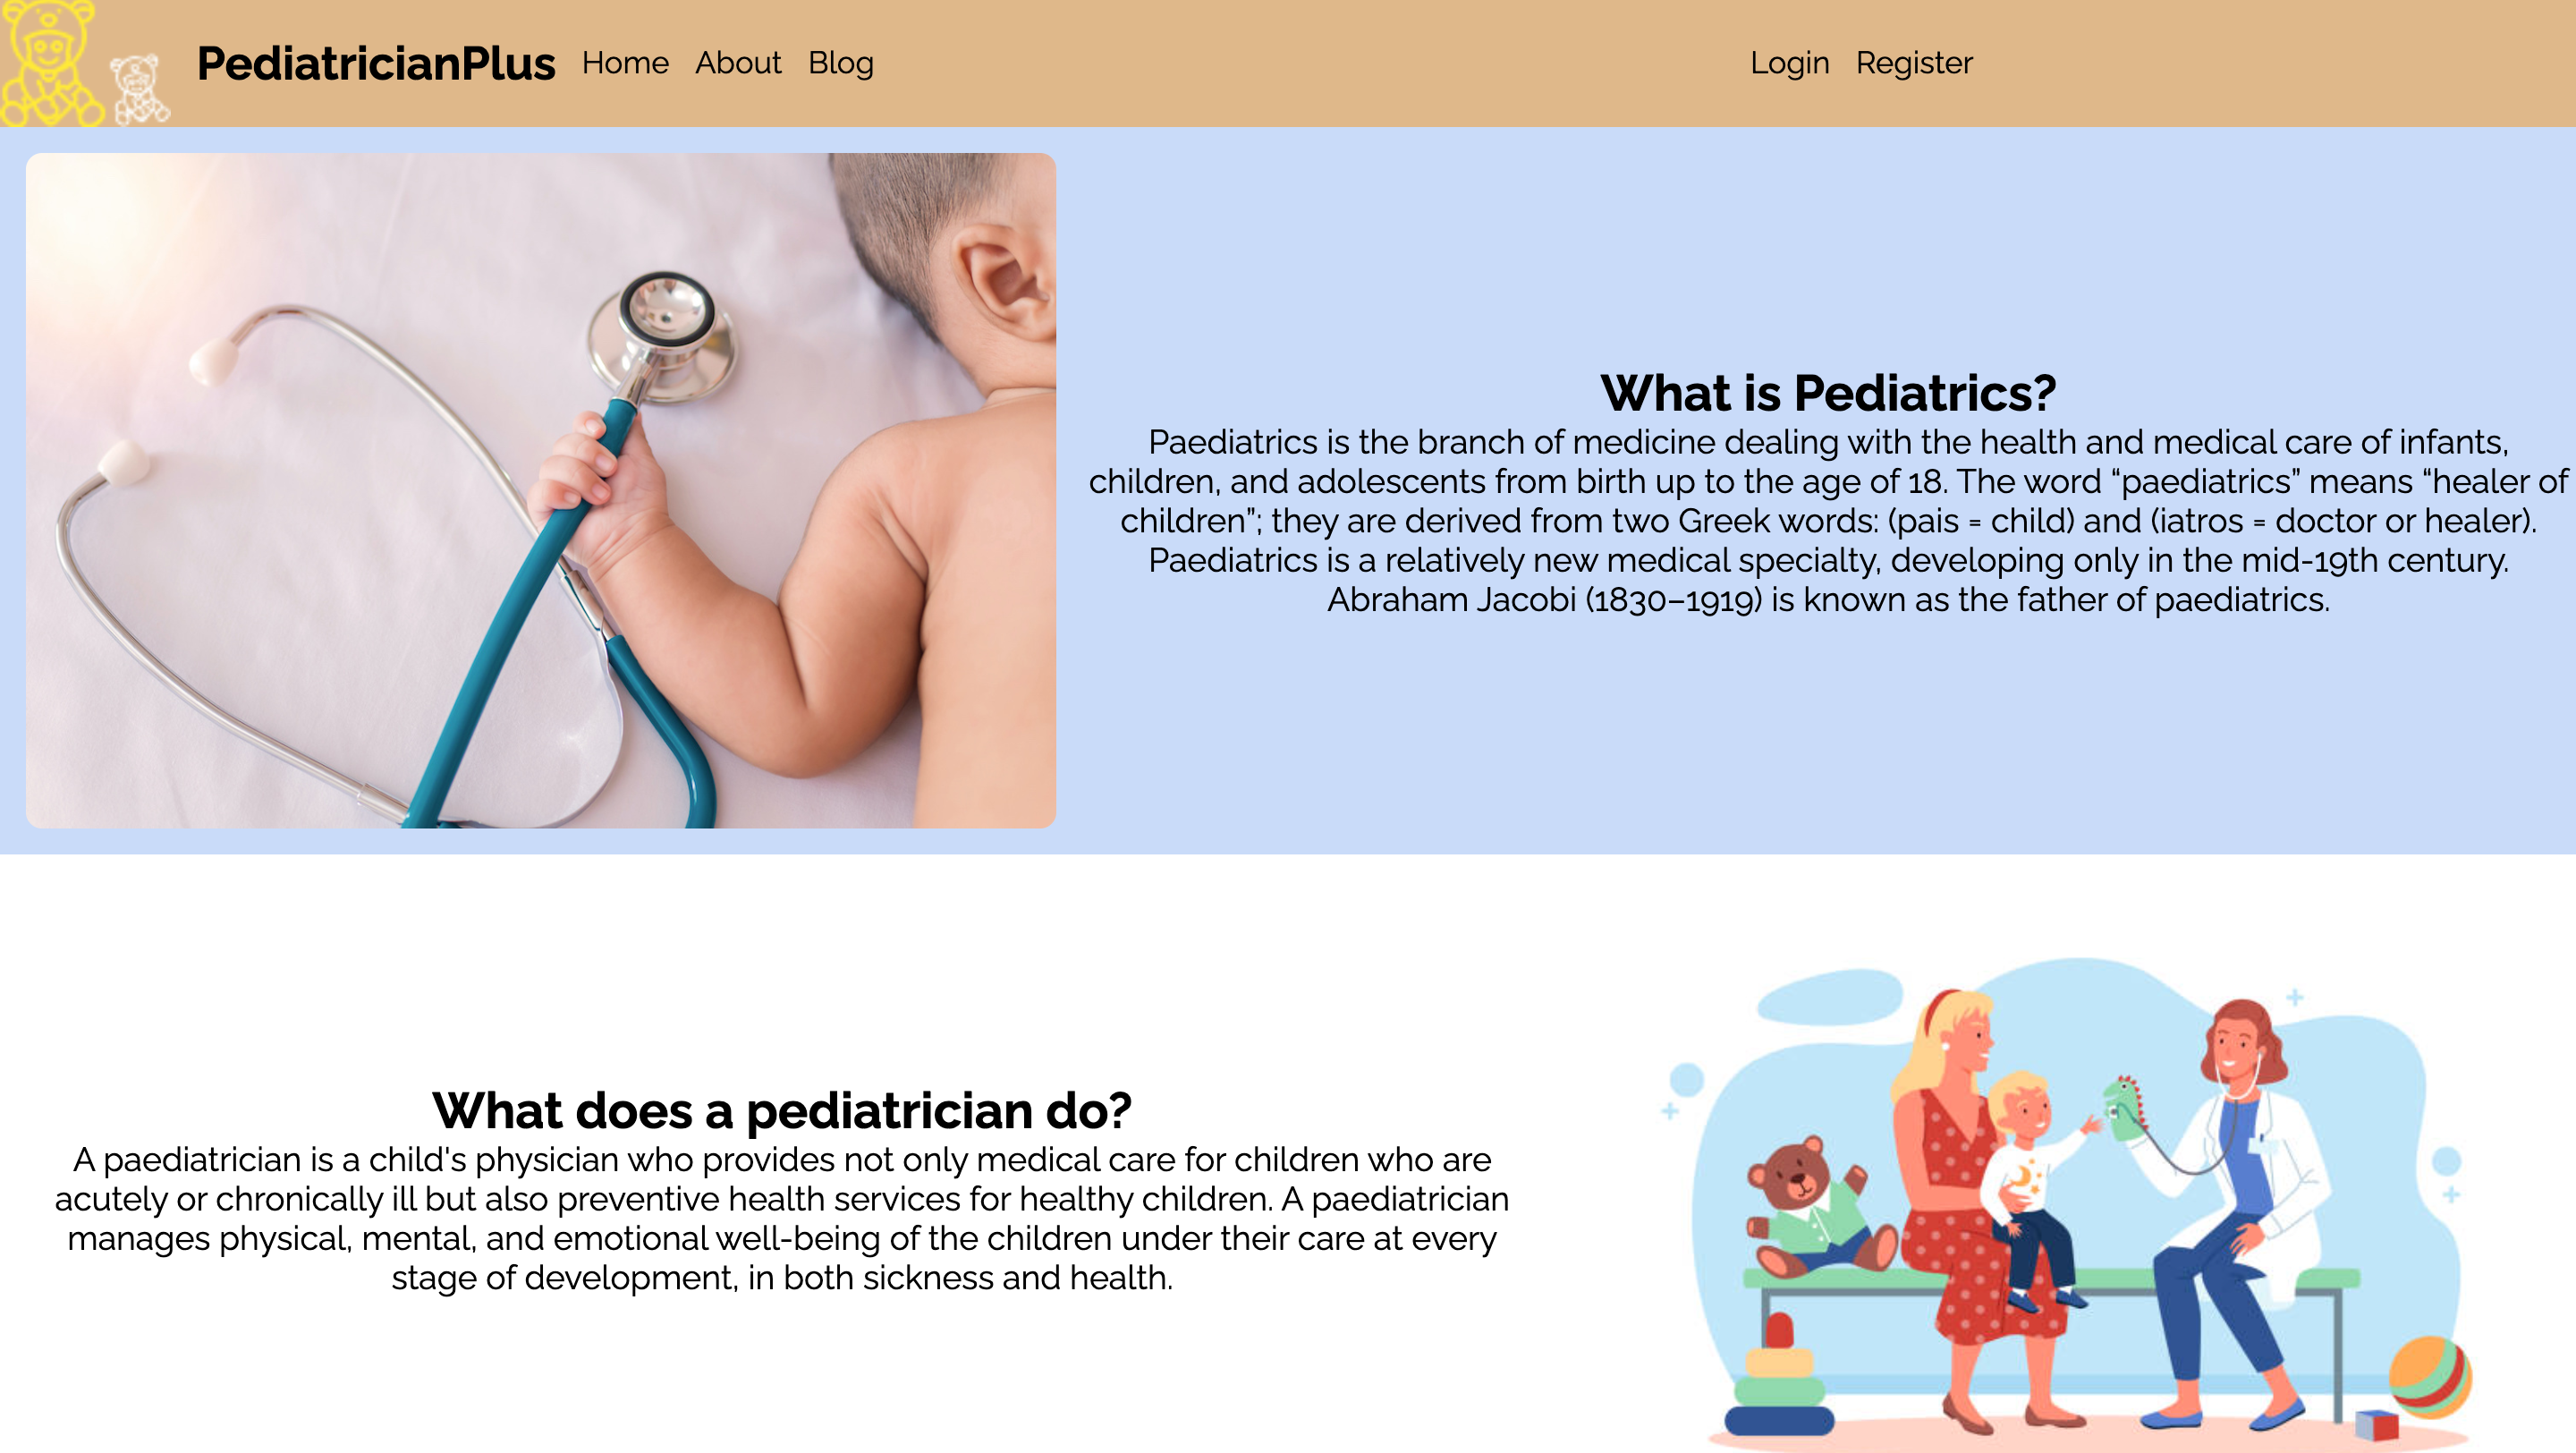 PediatricianPlus Home About Blog Login Register
What is Pediatrics?
Paediatrics is the branch of medicine dealing with the health and medical care of infants,
children, and adolescents from birth up to the age of 18. The word “paediatrics” means “healer of
children”; they are derived from two Greek words: (pais = child) and (iatros = doctor or healer).
Paediatrics is a relatively new medical specialty, developing only in the mid-19th century.
Abraham Jacobi (1830–1919) is known as the father of paediatrics.
What does a pediatrician do?
A paediatrician is a child's physician who provides not only medical care for children who are
acutely or chronically ill but also preventive health services for healthy children. A paediatrician
manages physical, mental, and emotional well-being of the children under their care at every
stage of development, in both sickness and health.